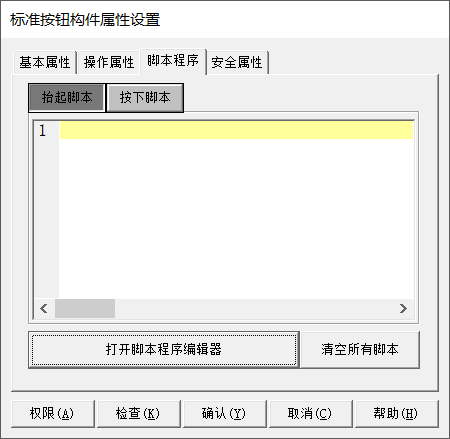 标准按钮构件属性设置
基本属性 操作属性 脚本程序 安全属性
抬起脚本 按下脚本
1
打开脚本程序编辑器 清空所有脚本
权限(A) 检查(K) 确认(Y) 取消(C) 帮助(H)